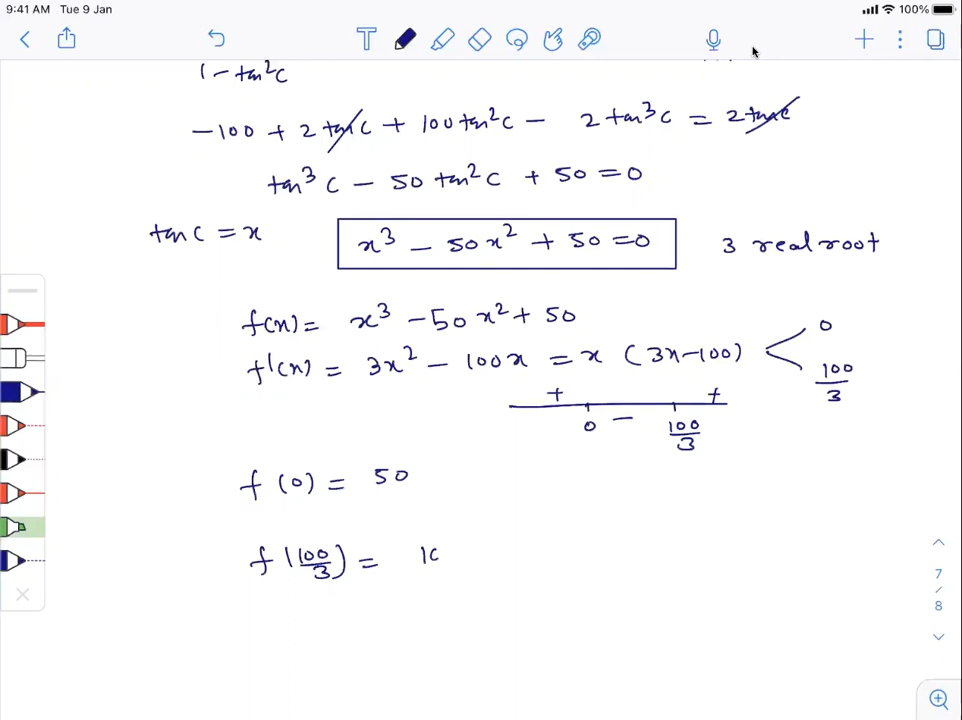 9:41 AM Tue 9 Jan 100%
1 - tan²C
-100 + 2 tanC + 100 tan²C - 2 tan³C = 2 tanC
tan³C - 50 tan²C + 50 = 0
tanC = x x³ - 50x² + 50 = 0 3 real root
f(x) = x³ - 50x² + 50
f'(x) = 3x² - 100x = x (3x-100) < 0, 100/3
+ +
0 - 100/3
f(0) = 50
f(100/3) = 10
7
/
8